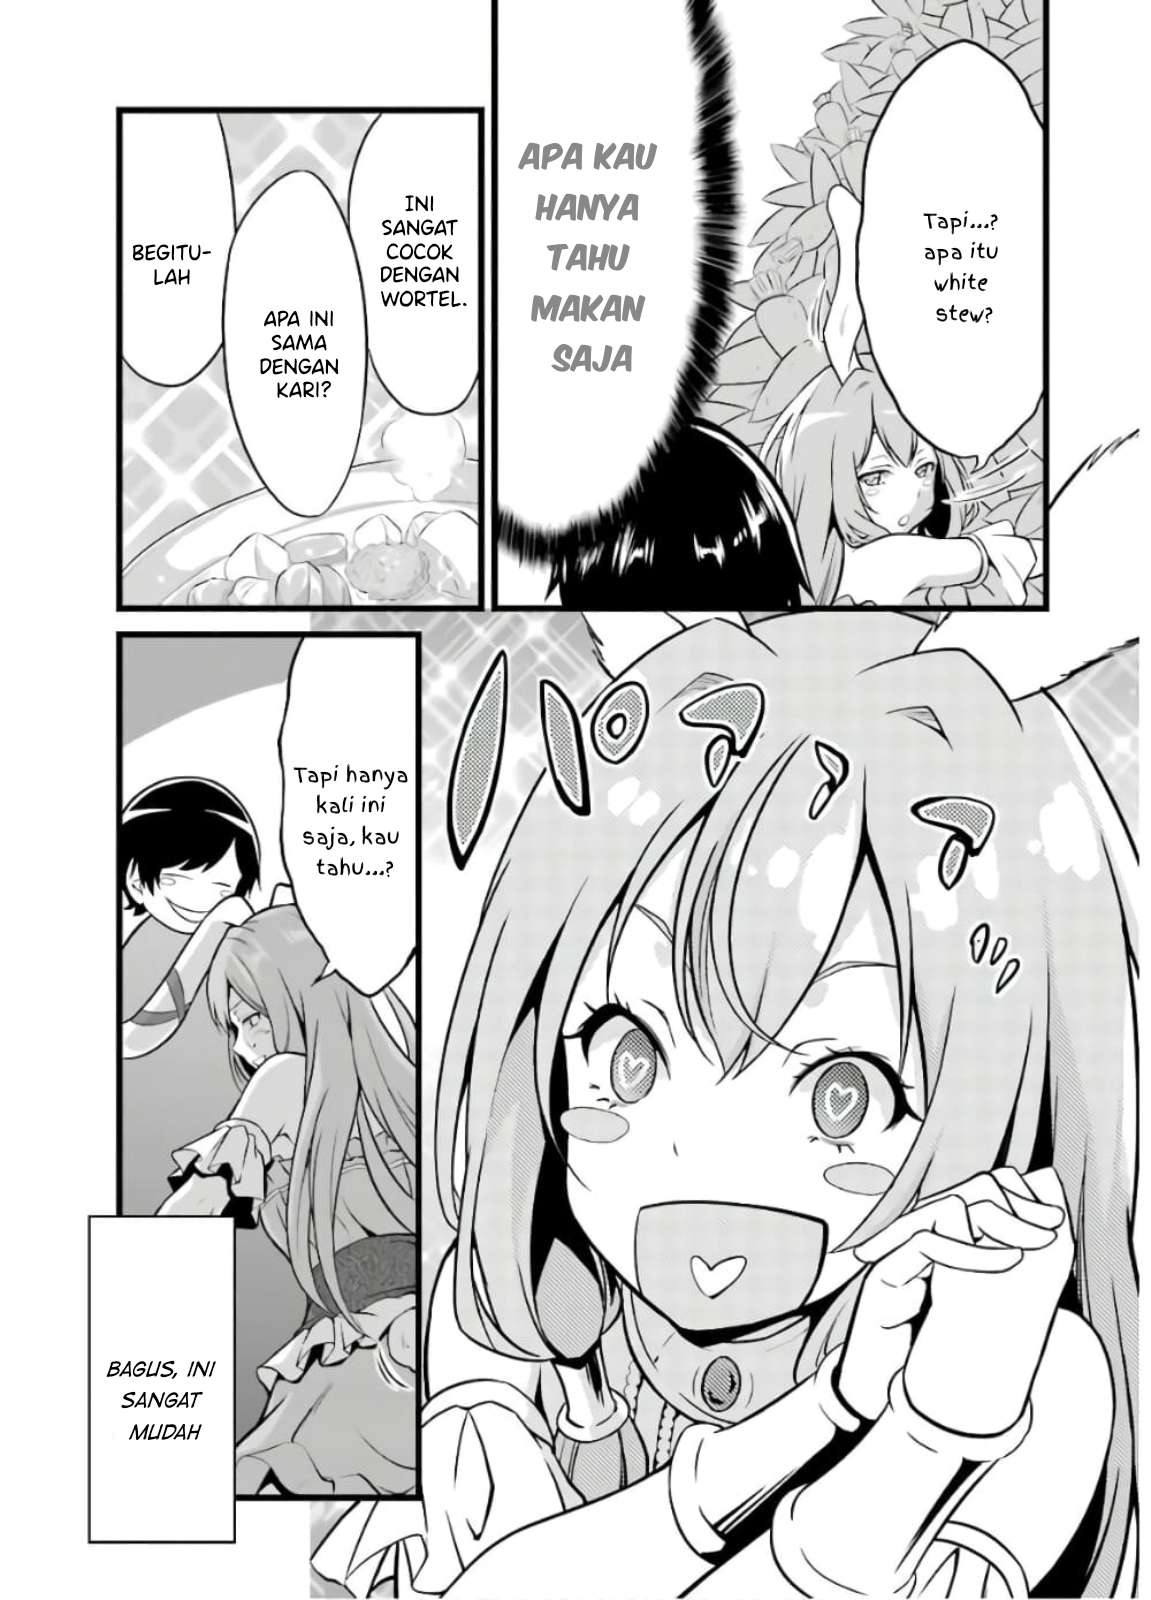 Tapi...?
apa itu
white
stew?
APA KAU
HANYA
TAHU
MAKAN
SAJA
INI
SANGAT
COCOK
DENGAN
WORTEL.
APA INI
SAMA
DENGAN
KARI?
BEGITU-
LAH
パァァ
Tapi hanya
kali ini
saja, kau
tahu...?
BAGUS, INI
SANGAT
MUDAH